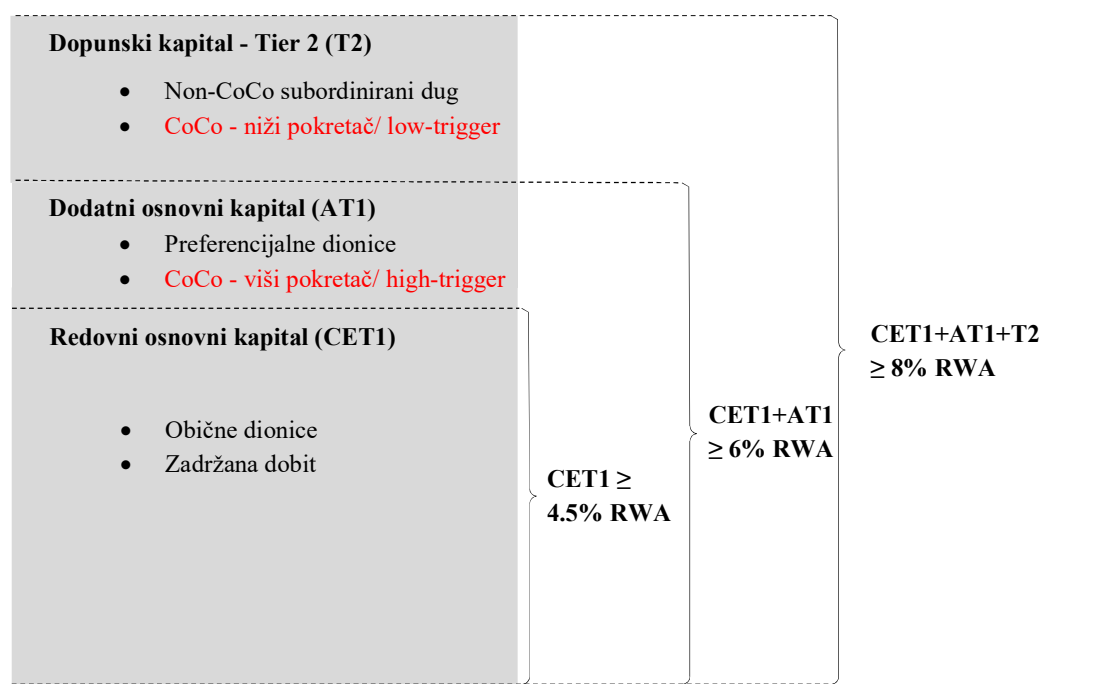 Dopunski kapital - Tier 2 (T2)
• Non-CoCo subordinirani dug
• CoCo - niži pokretač/ low-trigger
Dodatni osnovni kapital (AT1)
• Preferencijalne dionice
• CoCo - viši pokretač/ high-trigger
Redovni osnovni kapital (CET1)
• Obične dionice
• Zadržana dobit
CET1 ≥
4.5% RWA
CET1+AT1
≥ 6% RWA
CET1+AT1+T2
≥ 8% RWA